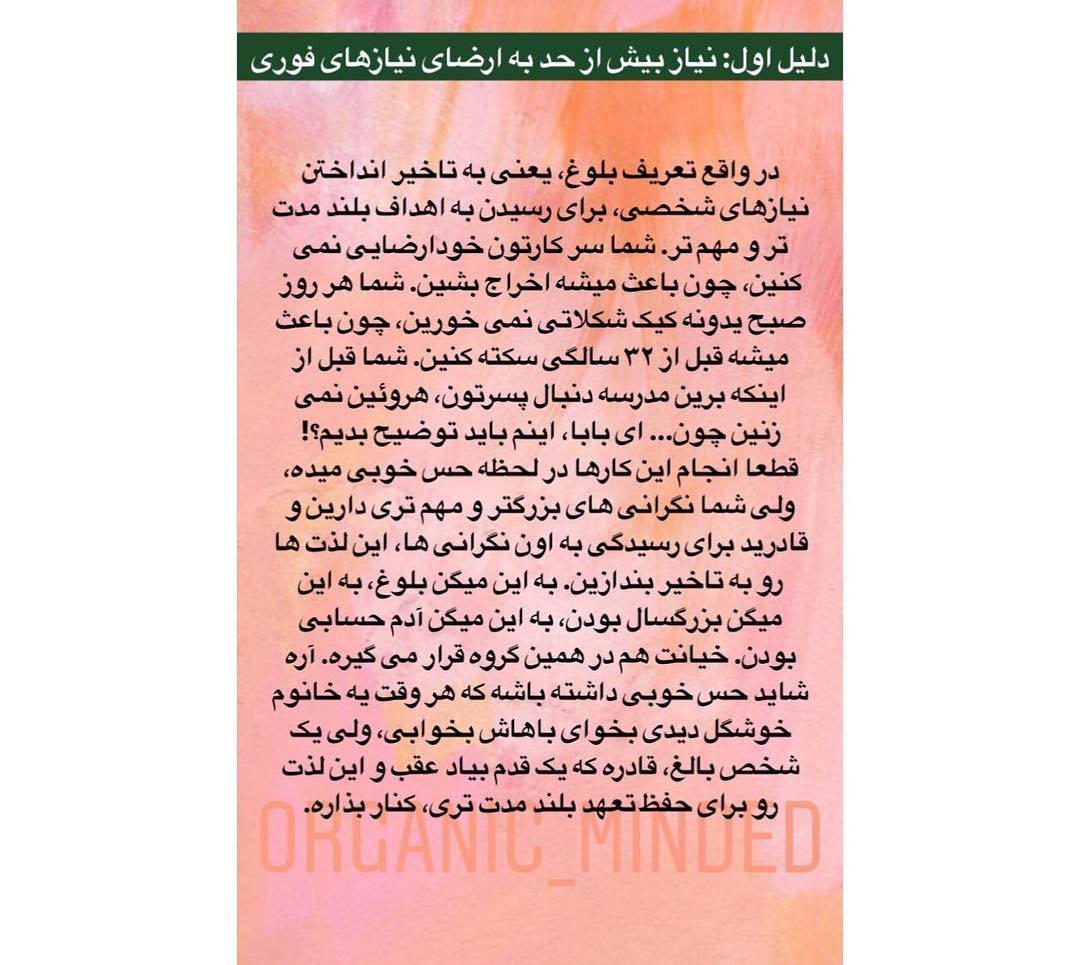 دلیل اول: نیاز بیش از حد به ارضای نیازهای فوری
در واقع تعریف بلوغ، یعنی به تاخیر انداختن
نیازهای شخصی، برای رسیدن به اهداف بلند مدت
تر و مهم تر. شما سر کارتون خودارضایی نمی
کنین، چون باعث میشه اخراج بشین. شما هر روز
صبح یدونه کیک شکلاتی نمی خورین، چون باعث
میشه قبل از ۳۲ سالگی سکته کنین. شما قبل از
اینکه برین مدرسه دنبال پسرتون، هروئین نمی
زنین چون... ای بابا، اینم باید توضیح بدیم؟!
قطعا انجام این کارها در لحظه حس خوبی میده،
ولی شما نگرانی های بزرگتر و مهم تری دارین و
قادرید برای رسیدگی به اون نگرانی ها، این لذت ها
رو به تاخیر بندازین. به این میگن بلوغ، به این
میگن بزرگسال بودن، به این میگن آدم حسابی
بودن. خیانت هم در همین گروه قرار می گیره. آره
شاید حس خوبی داشته باشه که هر وقت یه خانوم
خوشگل دیدی بخوای باهاش بخوابی، ولی یک
شخص بالغ، قادره که یک قدم بیاد عقب و این لذت
رو برای حفظ تعهد بلند مدت تری، کنار بذاره.
ORGANIC_MINDED